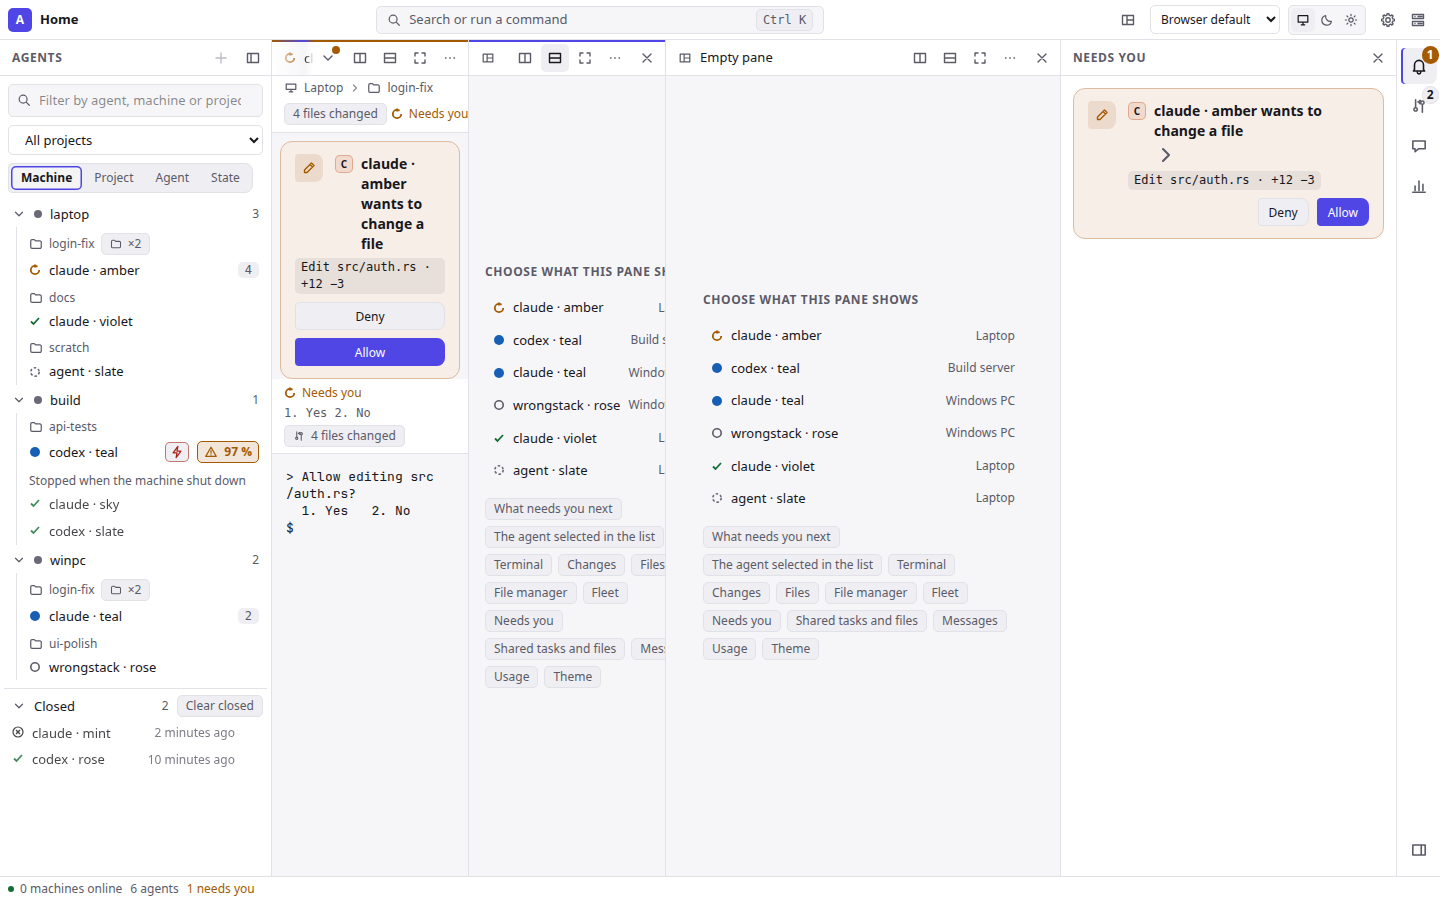 A Home
Search or run a command Ctrl K
Browser default
AGENTS
Filter by agent, machine or projec
All projects
Machine Project Agent State
laptop 3
login-fix ×2
claude · amber 4
docs
claude · violet
scratch
agent · slate
build 1
api-tests
codex · teal 97 %
Stopped when the machine shut down
claude · sky
codex · slate
winpc 2
login-fix ×2
claude · teal 2
ui-polish
wrongstack · rose
Closed 2 Clear closed
claude · mint 2 minutes ago
codex · rose 10 minutes ago
cl
Laptop > login-fix
4 files changed Needs you
C claude ·
amber
wants to
change a
file
Edit src/auth.rs ·
+12 −3
Deny
Allow
Needs you
1. Yes 2. No
4 files changed
> Allow editing src
/auth.rs?
1. Yes 2. No
$
CHOOSE WHAT THIS PANE SH
claude · amber L
codex · teal Build s
claude · teal Windo
wrongstack · rose Windo
claude · violet L
agent · slate L
What needs you next
The agent selected in the list
Terminal Changes Files
File manager Fleet
Needs you
Shared tasks and files Mes
Usage Theme
Empty pane
CHOOSE WHAT THIS PANE SHOWS
claude · amber Laptop
codex · teal Build server
claude · teal Windows PC
wrongstack · rose Windows PC
claude · violet Laptop
agent · slate Laptop
What needs you next
The agent selected in the list Terminal
Changes Files File manager Fleet
Needs you Shared tasks and files Messages
Usage Theme
NEEDS YOU
C claude · amber wants to
change a file
Edit src/auth.rs · +12 −3
Deny Allow
1
2
0 machines online 6 agents 1 needs you